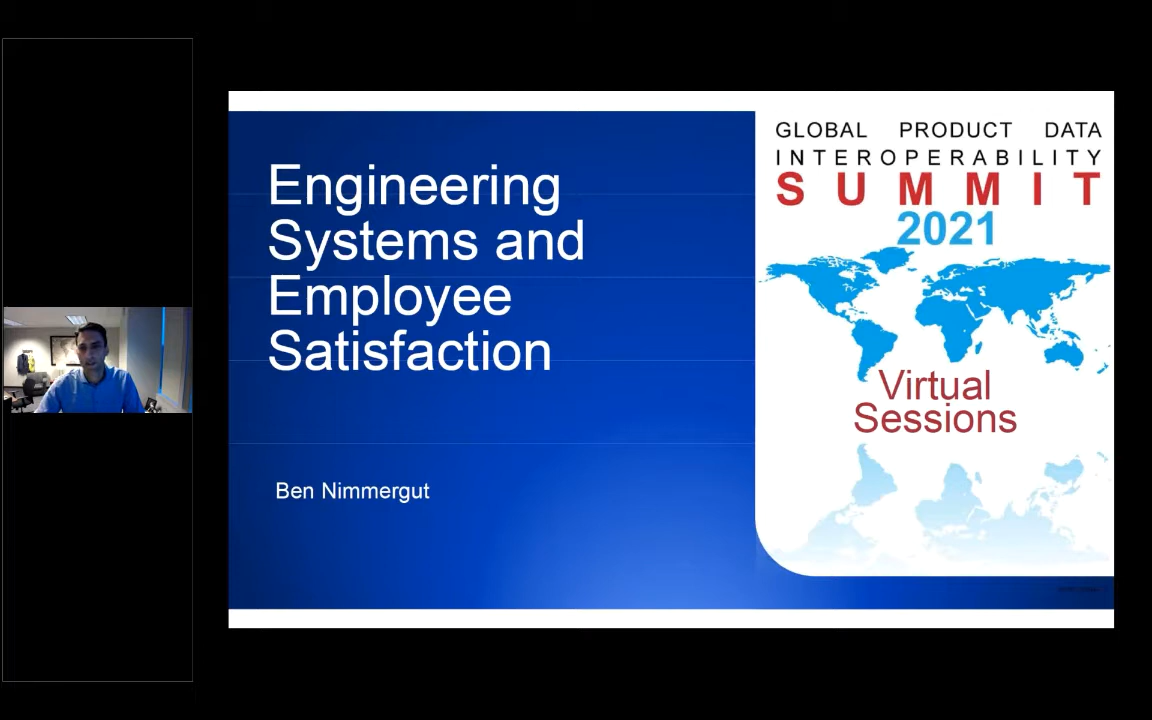 Engineering
Systems and
Employee
Satisfaction
Ben Nimmergut
GLOBAL PRODUCT DATA
INTEROPERABILITY
SUMMIT
2021
Virtual
Sessions